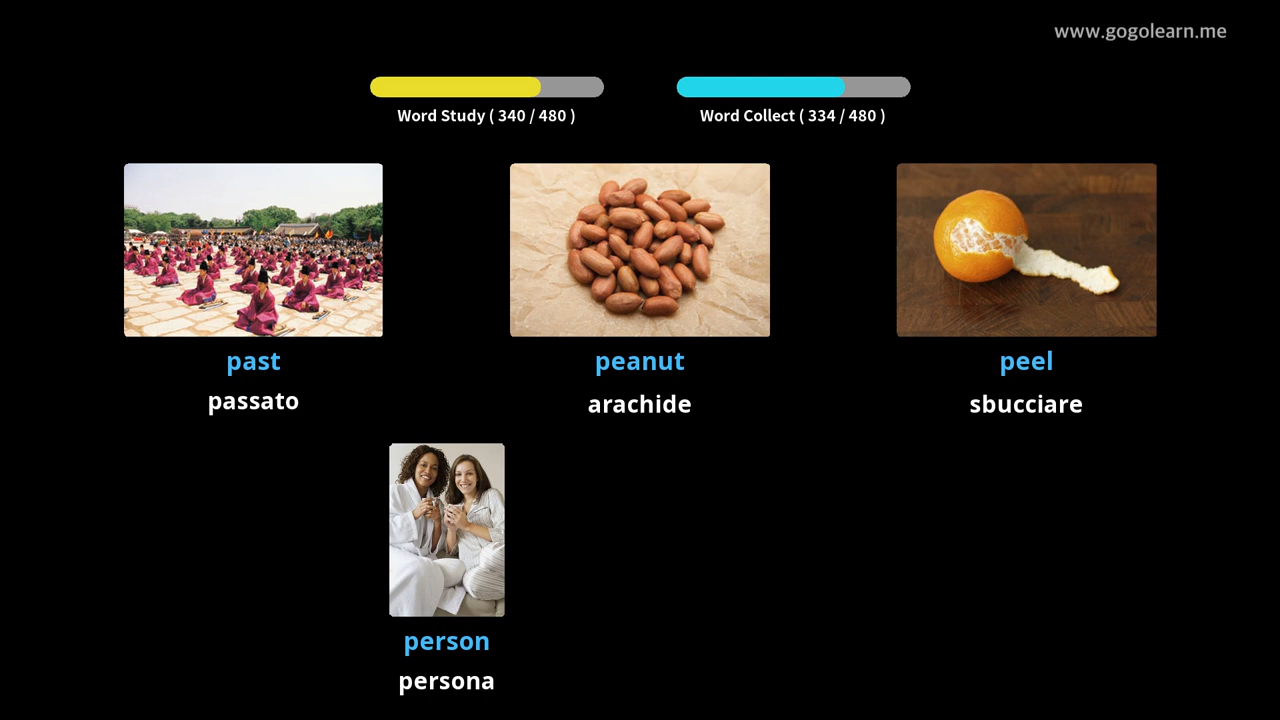 www.gogolearn.me
Word Study ( 340 / 480 )
Word Collect ( 334 / 480 )
past
passato
peanut
arachide
peel
sbucciare
person
persona